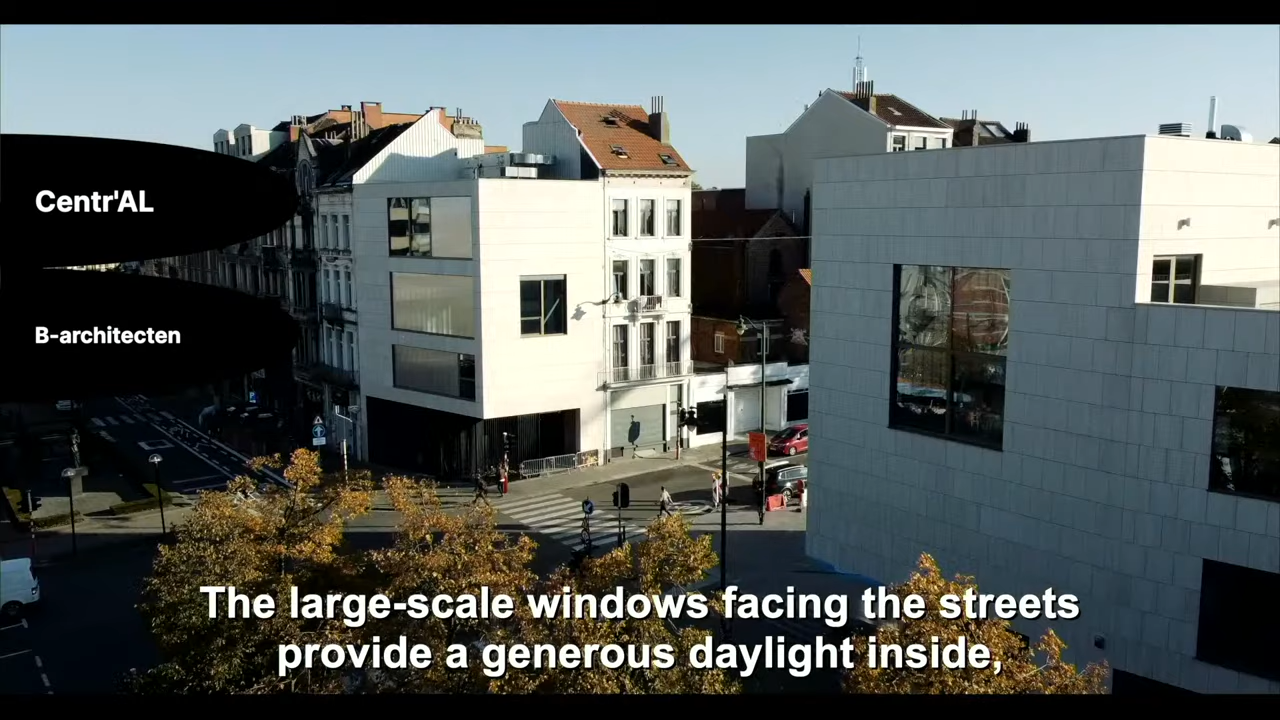 Centr'AL
B-architecten
The large-scale windows facing the streets
provide a generous daylight inside,